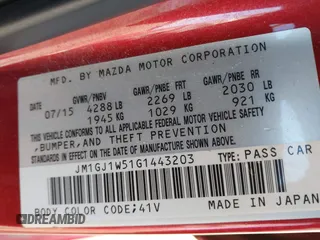 MFD. BY MAZDA MOTOR CORPORATION
GVWR/PNBV GAWR/PNBE FRT GAWR/PNBE RR
07/15 4288 LB 2269 LB 2030 LB
1945 KG 1029 KG 921 KG
THIS VEHICLE CONFORMS TO ALL APPLICABLE
FEDERAL MOTOR VEHICLE SAFETY
,BUMPER,AND THEFT PREVENTION
STANDARDS IN EFFECT ON THE DATE OF
MANUFACTURE SHOWN ABOVE.
JM1GJ1W51G1443203 TYPE: PASS CAR
MADE IN JAPAN
BODY COLOR CODE;41V
DREAMBID